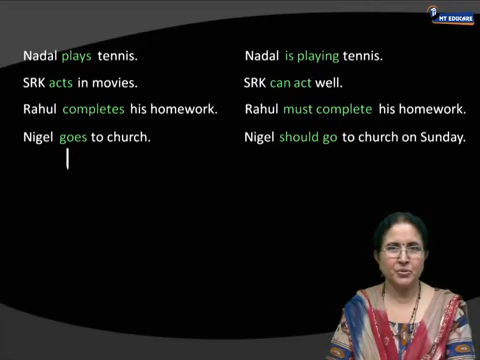 MT EDUCARE
Nadal plays tennis.
SRK acts in movies.
Rahul completes his homework.
Nigel goes to church.
Nadal is playing tennis.
SRK can act well.
Rahul must complete his homework.
Nigel should go to church on Sunday.